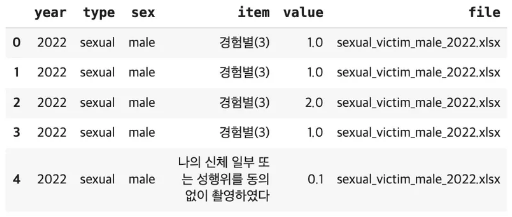 year type sex item value file
0 2022 sexual male 경험별(3) 1.0 sexual_victim_male_2022.xlsx
1 2022 sexual male 경험별(3) 1.0 sexual_victim_male_2022.xlsx
2 2022 sexual male 경험별(3) 2.0 sexual_victim_male_2022.xlsx
3 2022 sexual male 경험별(3) 1.0 sexual_victim_male_2022.xlsx
나의 신체 일부 또
4 2022 sexual male 는 성행위를 동의 0.1 sexual_victim_male_2022.xlsx
없이 촬영하였다